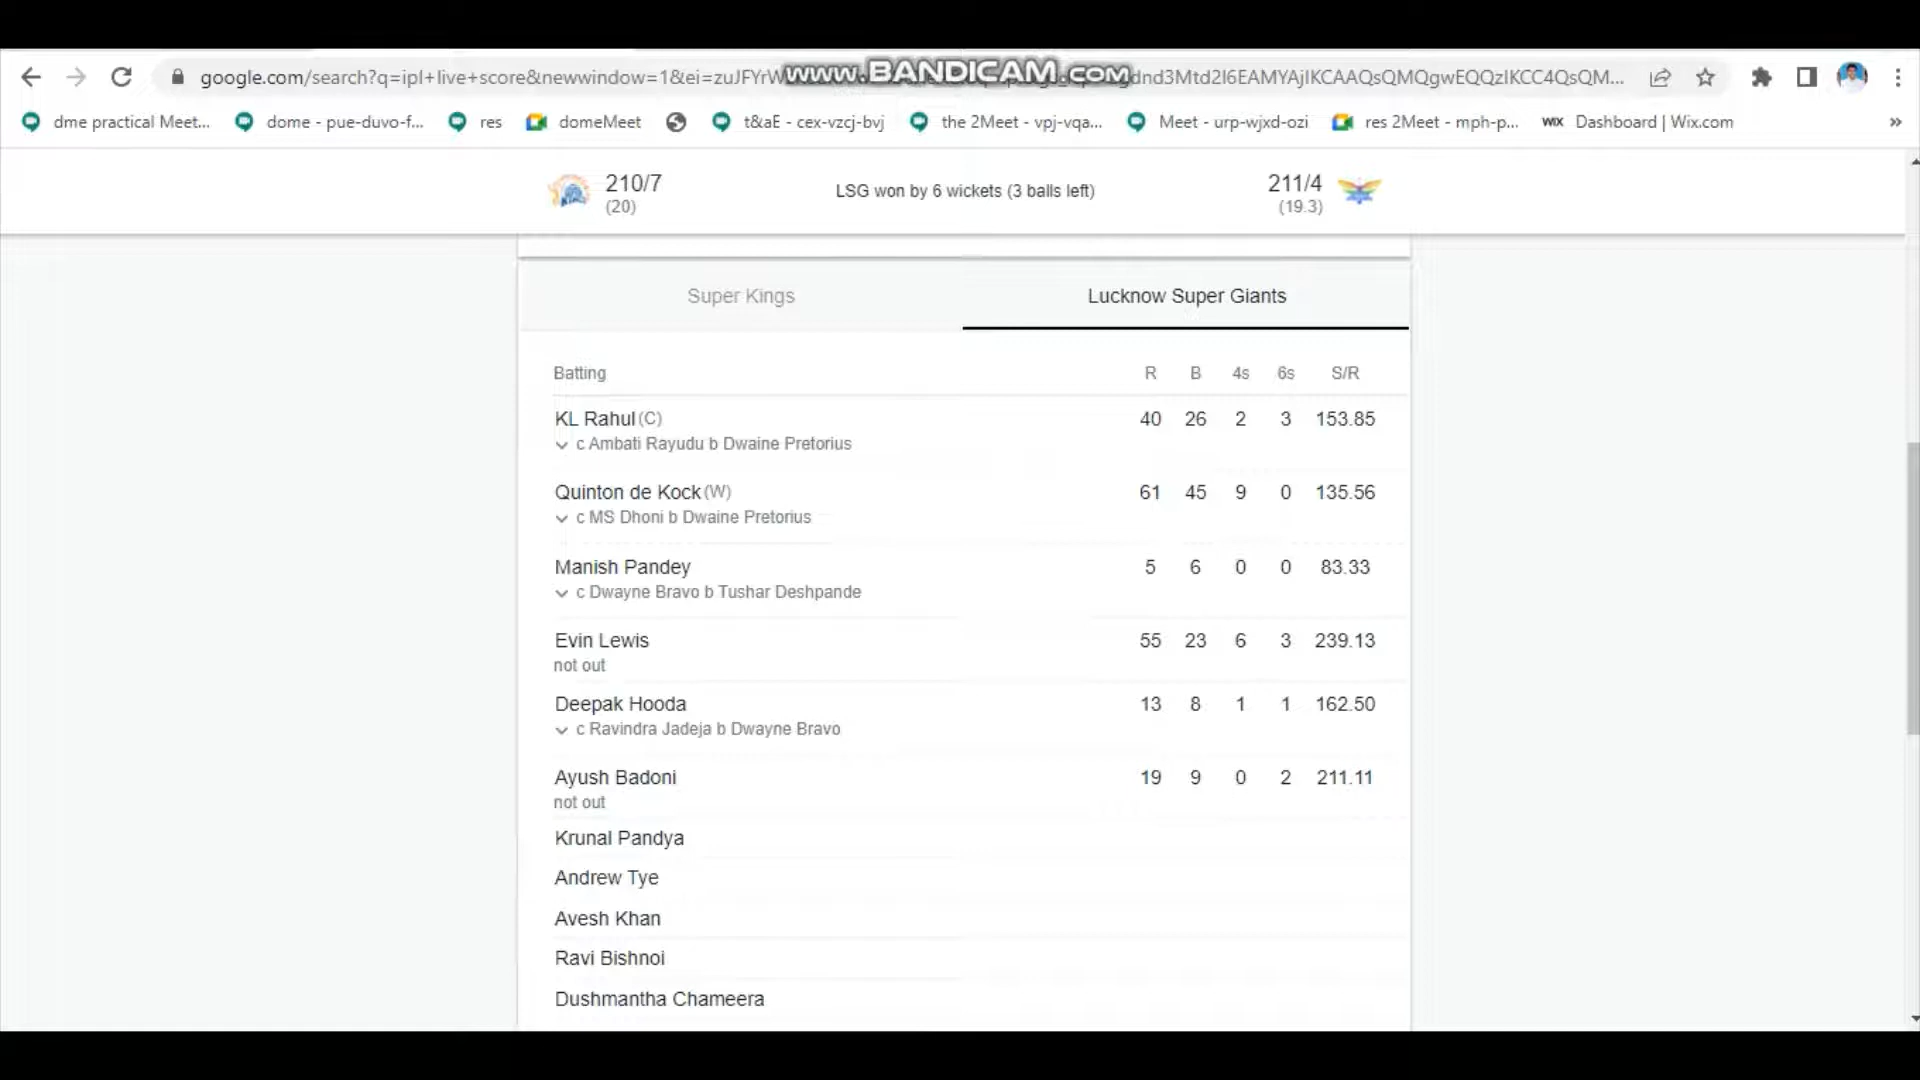 www.BANDICAM.com
google.com/search?q=ipl+live+score&newwindow=1&ei=zuJFYrW
dnd3Mtd2l6EAMYAjIKCAAQsQMQgwEQQzIKCC4QsQM...
dme practical Meet... dome - pue-duvo-f... res domeMeet t&aE - cex-vzcj-bvj the 2Meet - vpj-vqa... Meet - urp-wjxd-ozi res 2Meet - mph-p... WIX Dashboard | Wix.com »
210/7 LSG won by 6 wickets (3 balls left) 211/4
(20) (19.3)
Super Kings Lucknow Super Giants
Batting R B 4s 6s S/R
KL Rahul (C) 40 26 2 3 153.85
c Ambati Rayudu b Dwaine Pretorius
Quinton de Kock (W) 61 45 9 0 135.56
c MS Dhoni b Dwaine Pretorius
Manish Pandey 5 6 0 0 83.33
c Dwayne Bravo b Tushar Deshpande
Evin Lewis 55 23 6 3 239.13
not out
Deepak Hooda 13 8 1 1 162.50
c Ravindra Jadeja b Dwayne Bravo
Ayush Badoni 19 9 0 2 211.11
not out
Krunal Pandya
Andrew Tye
Avesh Khan
Ravi Bishnoi
Dushmantha Chameera